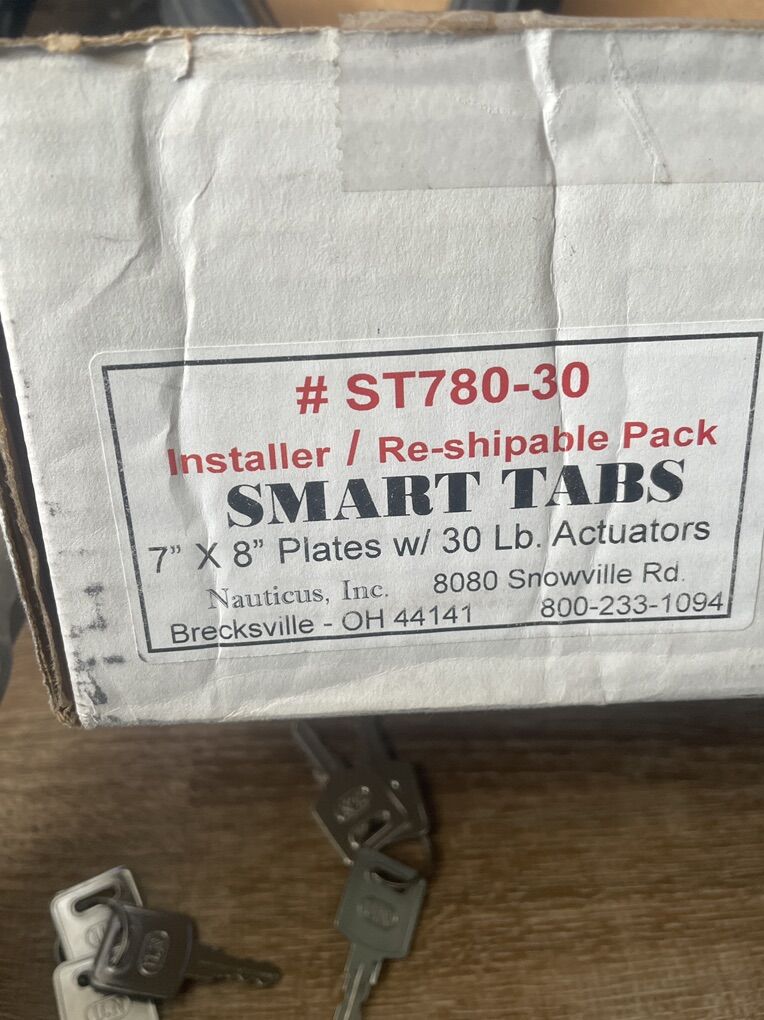 # ST780-30
Installer / Re-shipable Pack
SMART TABS
7” X 8” Plates w/ 30 Lb. Actuators
Nauticus, Inc. 8080 Snowville Rd.
Brecksville - OH 44141 800-233-1094